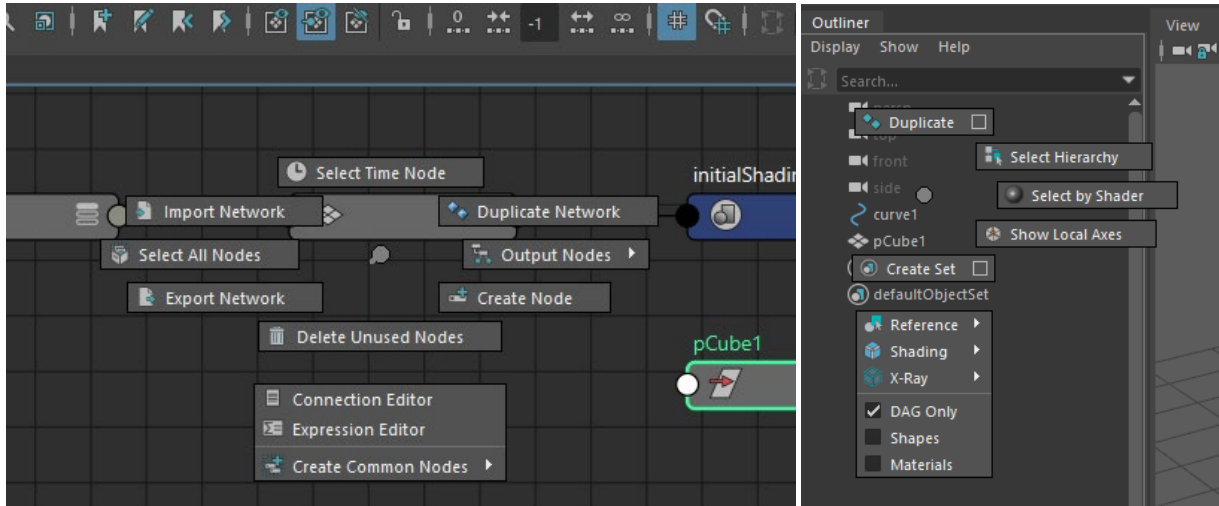 0
-1
∞
Select Time Node
Import Network
Duplicate Network
Select All Nodes
Output Nodes
Export Network
Create Node
Delete Unused Nodes
Connection Editor
Expression Editor
Create Common Nodes
pCube1
Outliner
Display Show Help
Search...
Duplicate
front
Select Hierarchy
side
Select by Shader
curve1
pCube1
Show Local Axes
Create Set
defaultObjectSet
Reference
Shading
X-Ray
DAG Only
Shapes
Materials
View